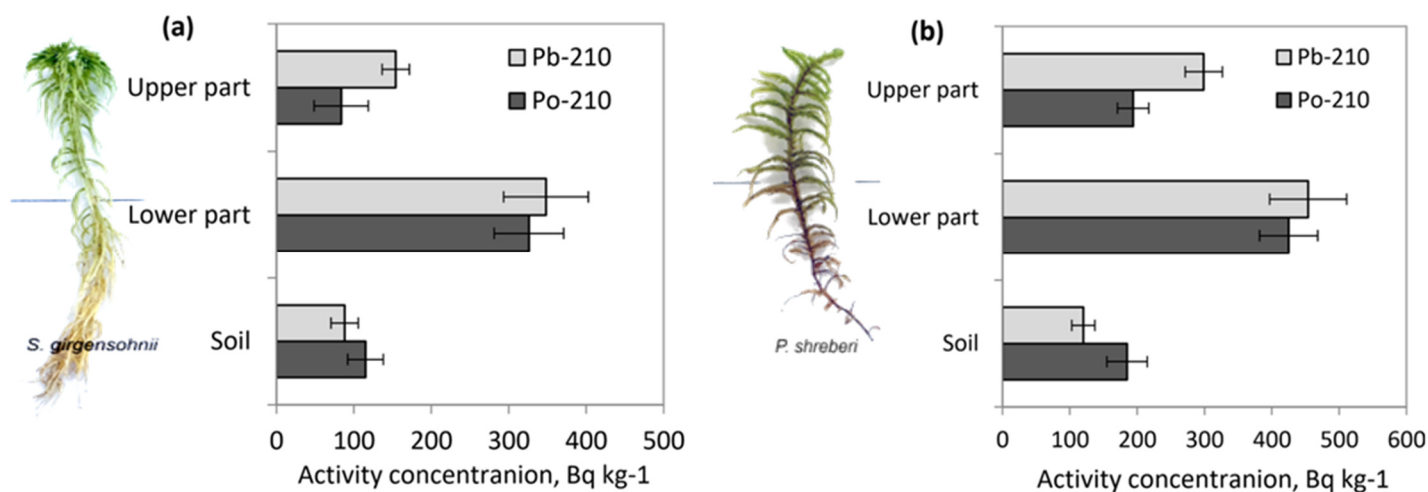 (a)
Pb-210
Po-210
Upper part
Lower part
Soil
S. girgensohnii
0 100 200 300 400 500
Activity concentranion, Bq kg-1
(b)
Pb-210
Po-210
Upper part
Lower part
Soil
P. shreberi
0 100 200 300 400 500 600
Activity concentranion, Bq kg-1